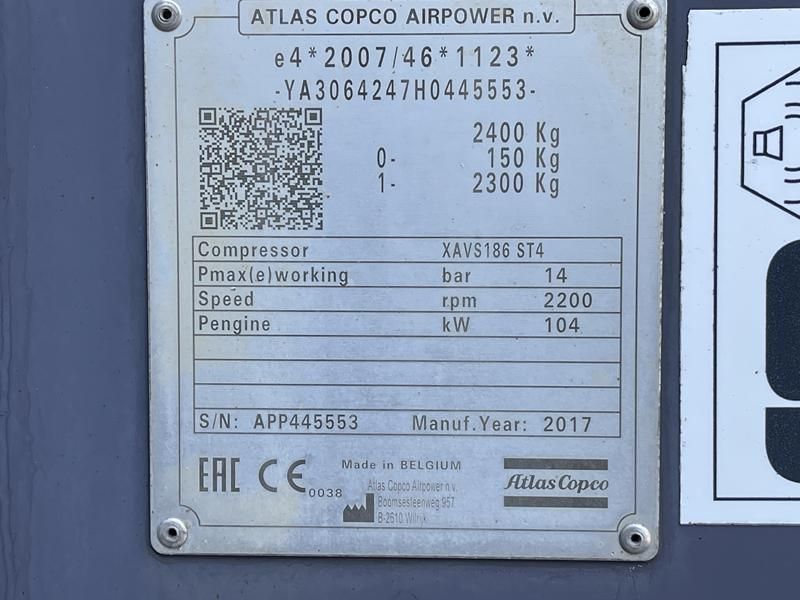 ATLAS COPCO AIRPOWER n.v.
e4*2007/46*1123*
-YA3064247H0445553-
2400 Kg
0- 150 Kg
1- 2300 Kg
Compressor XAVS186 ST4
Pmax(e)working bar 14
Speed r.pm 2200
Pengine kW 104
S/N: APP445553 Manuf.Year: 2017
EAC CE 0038
Made in BELGIUM
Atlas Copco Airpower n.v.
Boomsesteenweg 957
B-2610 Wilrijk
Atlas Copco